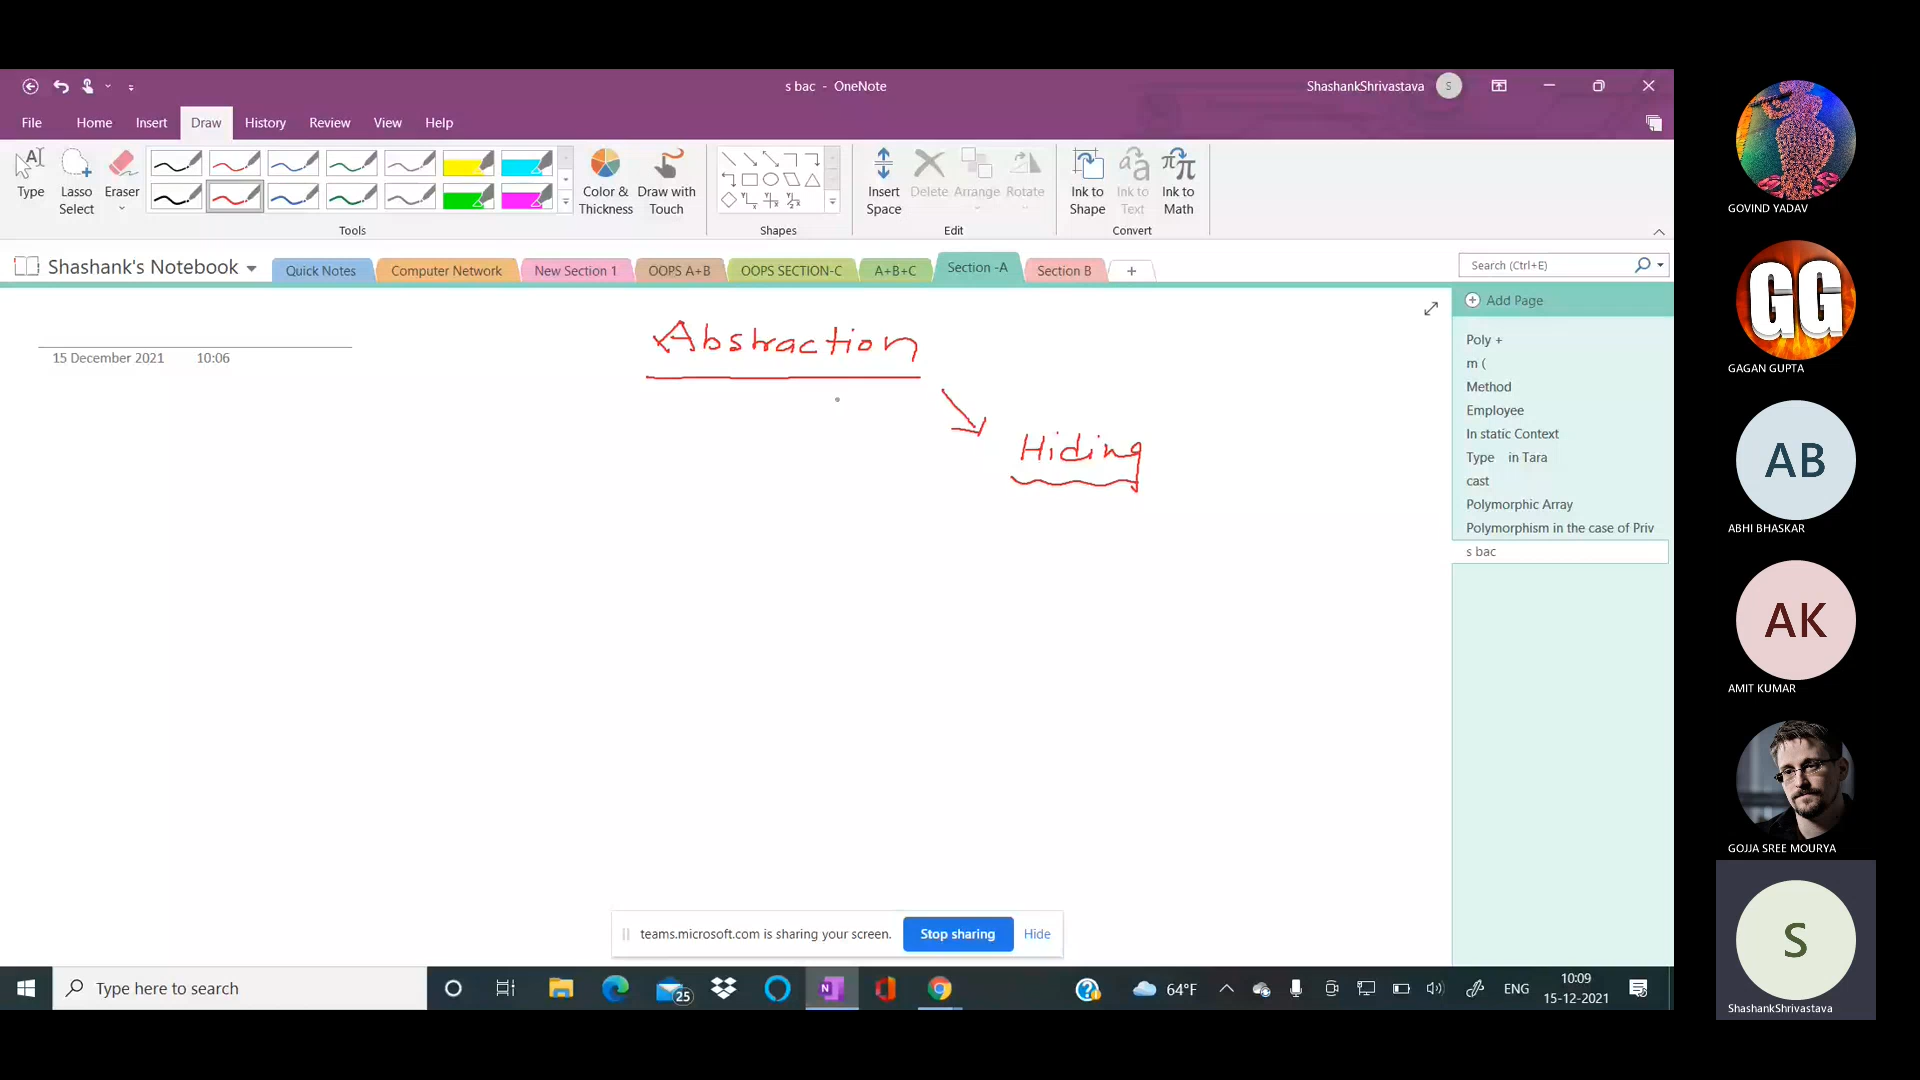 s bac - OneNote
ShashankShrivastava
S
File Home Insert Draw History Review View Help
Type
Lasso Select
Eraser
Color & Thickness
Draw with Touch
Insert Space
Delete
Arrange
Rotate
Ink to Shape
Ink to Text
Ink to Math
Tools
Shapes
Edit
Convert
Shashank's Notebook
Quick Notes
Computer Network
New Section 1
OOPS A+B
OOPS SECTION-C
A+B+C
Section -A
Section B
Search (Ctrl+E)
Add Page
Poly +
m (
Method
Employee
In static Context
Type in Tara
cast
Polymorphic Array
Polymorphism in the case of Priv
s bac
15 December 2021 10:06
Abstraction
Hiding
teams.microsoft.com is sharing your screen.
Stop sharing
Hide
Type here to search
25
64°F
ENG
10:09
15-12-2021
GOVIND YADAV
GG
GAGAN GUPTA
AB
ABHI BHASKAR
AK
AMIT KUMAR
GOJJA SREE MOURYA
S
ShashankShrivastava